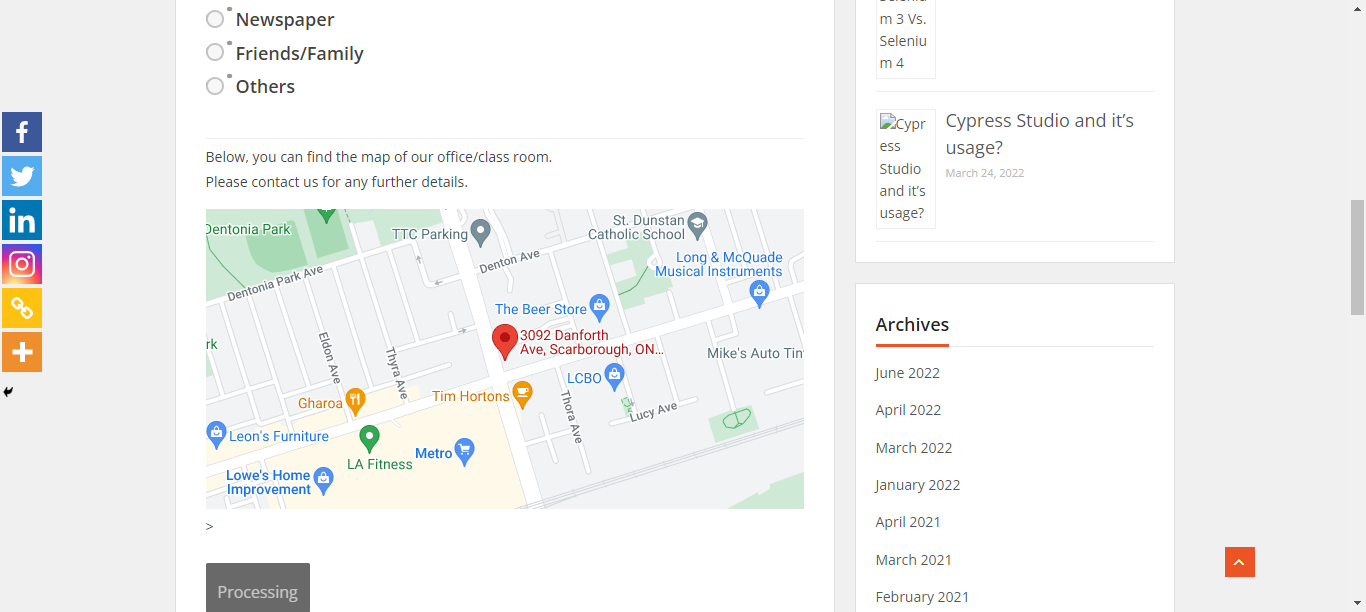 Newspaper
Friends/Family
Others
Below, you can find the map of our office/class room.
Please contact us for any further details.
Dentonia Park
TTC Parking
St. Dunstan
Catholic School
Denton Ave
Long & McQuade
Musical Instruments
Dentonia Park Ave
The Beer Store
rk
Eldon Ave
Thyra Ave
3092 Danforth
Ave, Scarborough, ON...
Mike's Auto Tin
LCBO
Tim Hortons
Gharoa
Thora Ave
Lucy Ave
Leon's Furniture
LA Fitness
Metro
Lowe's Home
Improvement
>
Processing
m 3 Vs.
Seleniu
m 4
Cypr
ess
Studio
and it’s
usage?
Cypress Studio and it’s
usage?
March 24, 2022
Archives
June 2022
April 2022
March 2022
January 2022
April 2021
March 2021
February 2021
f
in